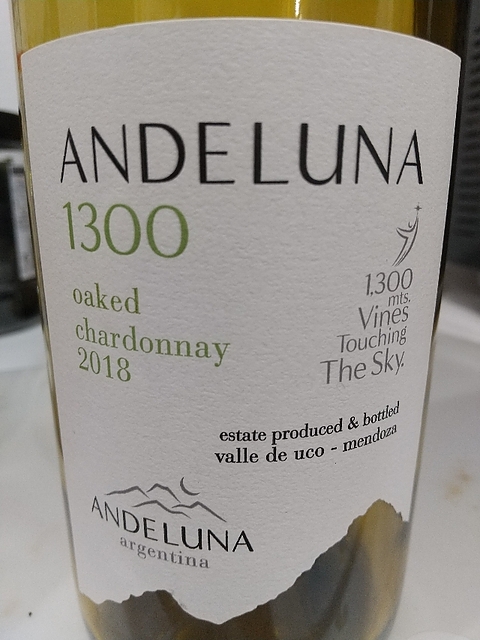 ANDELUNA
1300
oaked
chardonnay
2018
1.300
mts.
Vines
Touching
The Sky.
estate produced & bottled
valle de uco - mendoza
ANDELUNA
argentina